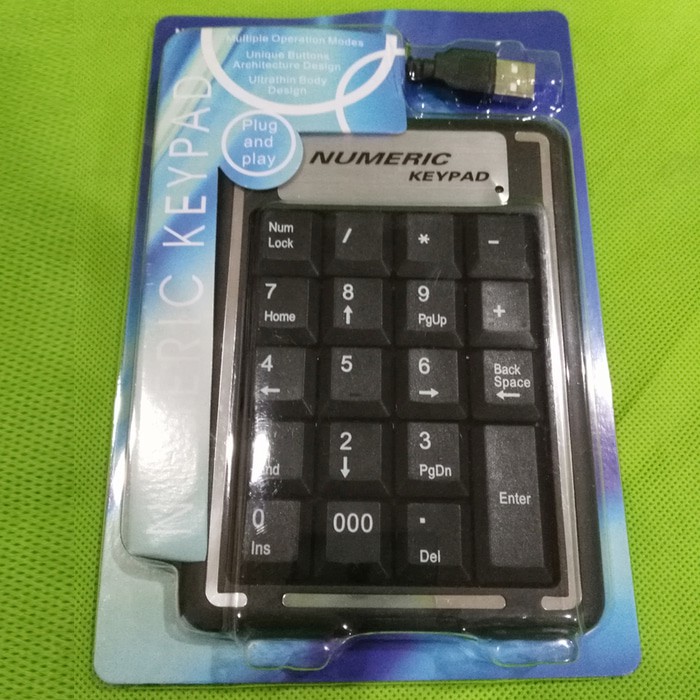 Multiple Operation Modes
Unique Buttons
Architecture Design
Ultrathin Body
Design
Plug
and
play
KEYPAD
NUMERIC
KEYPAD
Num
Lock
/
*
-
7
Home
8
↑
9
PgUp
+
4
←
5
6
→
Back
Space
←
2
↓
3
PgDn
Enter
0
Ins
000
.
Del